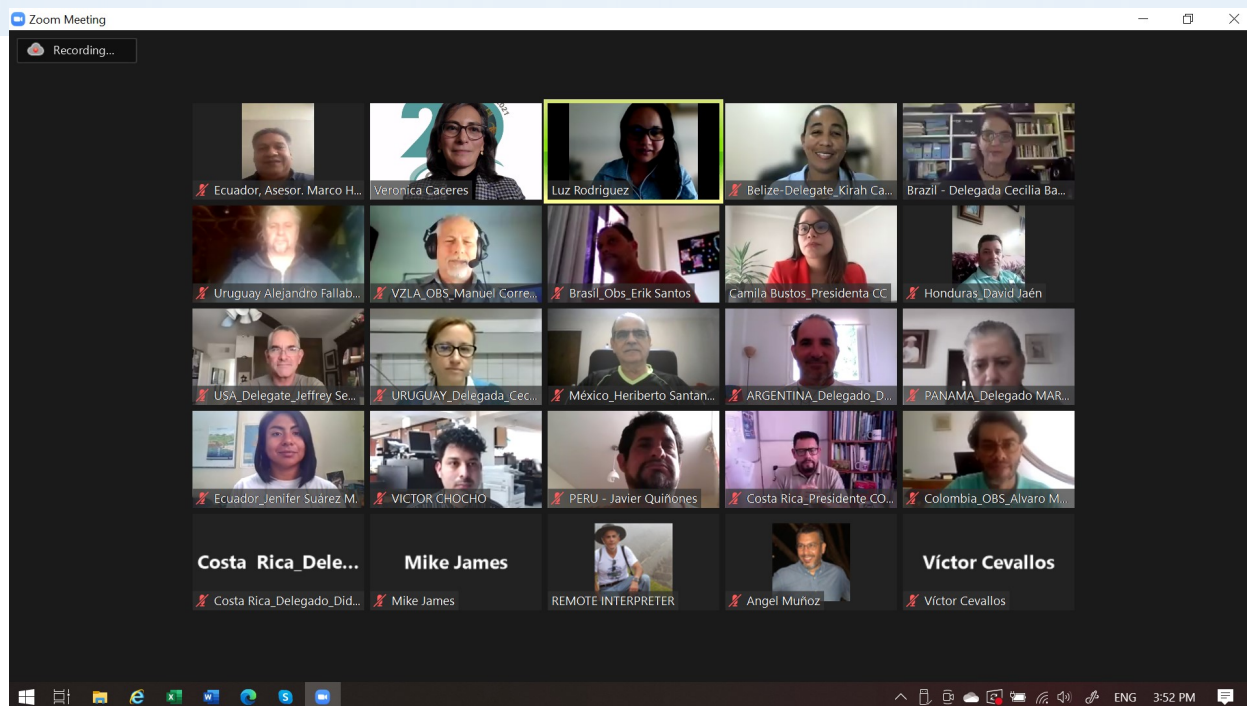 Zoom Meeting
Recording...
20
2021
Ecuador, Asesor. Marco H...
Veronica Caceres
Luz Rodriguez
Belize-Delegate_Kirah Ca...
Brazil - Delegada Cecilia Ba...
Uruguay Alejandro Fallab...
VZLA_OBS_Manuel Corre...
Brasil_Obs_Erik Santos
Camila Bustos_Presidenta CC
Honduras_David Jaén
USA_Delegate_Jeffrey Se...
URUGUAY_Delegada_Cec...
México_Heriberto Santan...
ARGENTINA_Delegado_D...
PANAMA_Delegado MAR...
Ecuador_Jenifer Suárez M.
VICTOR CHOCHO
PERU - Javier Quiñones
Costa Rica_Presidente CO...
Colombia_OBS_Alvaro M...
Costa Rica_Dele...
Mike James
Víctor Cevallos
Costa Rica_Delegado_Did...
Mike James
REMOTE INTERPRETER
Angel Muñoz
Víctor Cevallos
ENG
3:52 PM